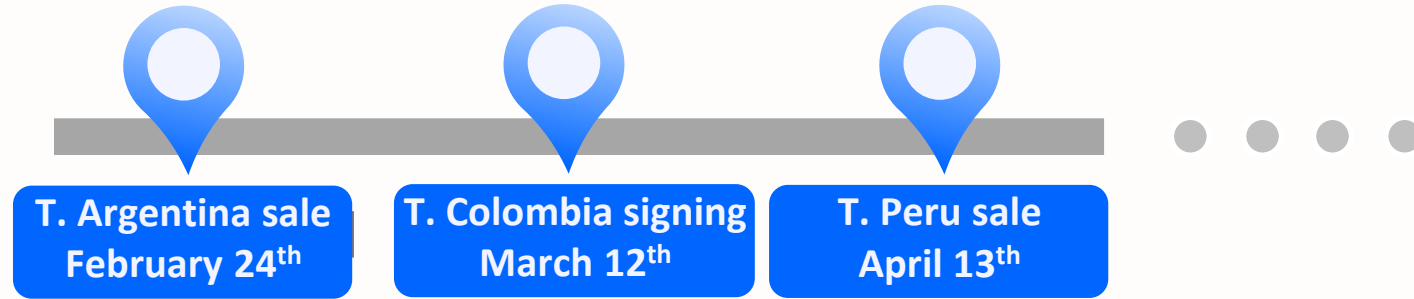 T. Argentina sale
February 24th
T. Colombia signing
March 12th
T. Peru sale
April 13th